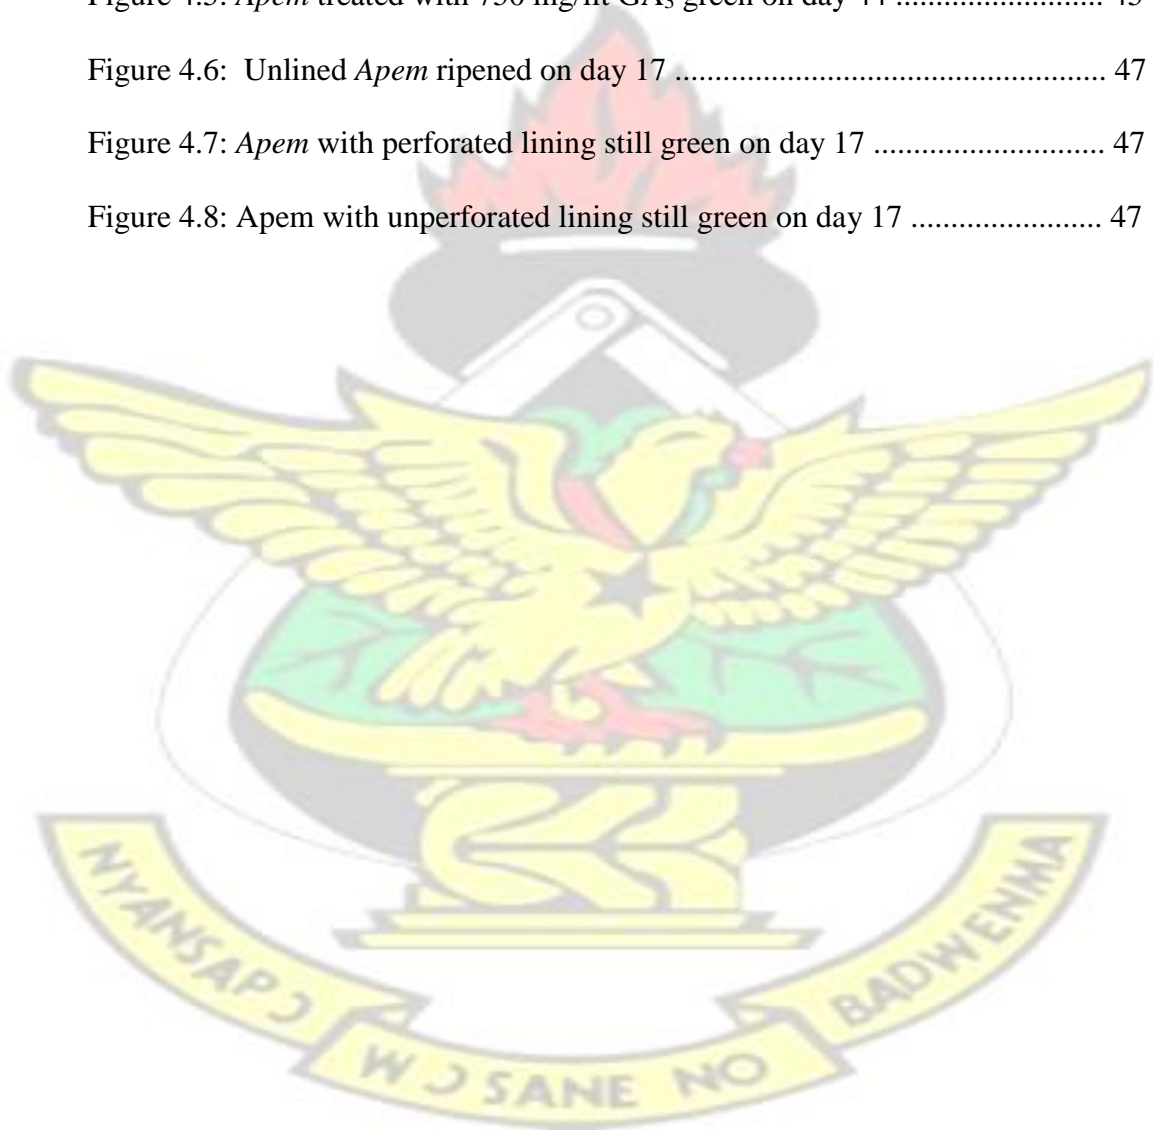 Figure 4.6:  Unlined Apem ripened on day 17 ...................................................... 47
Figure 4.7: Apem with perforated lining still green on day 17 ............................. 47
Figure 4.8: Apem with unperforated lining still green on day 17 ........................ 47
NYANSAPƆ
WƆSANE NO
BADWENMA